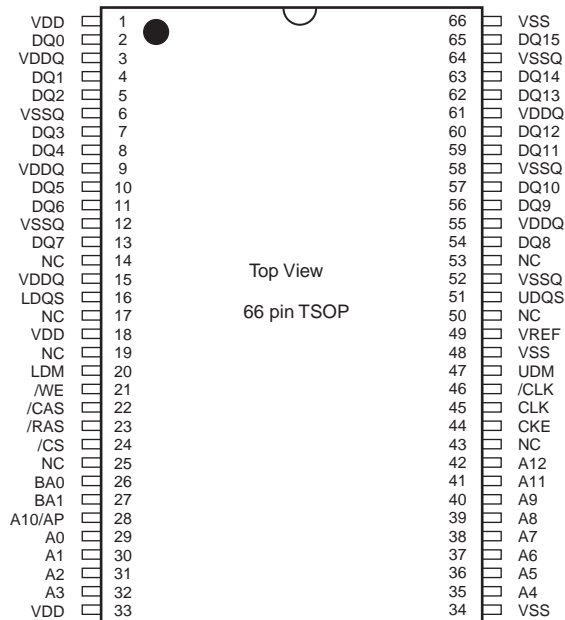 VDD 1 66 VSS
DQ0 2 65 DQ15
VDDQ 3 64 VSSQ
DQ1 4 63 DQ14
DQ2 5 62 DQ13
VSSQ 6 61 VDDQ
DQ3 7 60 DQ12
DQ4 8 59 DQ11
VDDQ 9 58 VSSQ
DQ5 10 57 DQ10
DQ6 11 56 DQ9
VSSQ 12 55 VDDQ
DQ7 13 54 DQ8
NC 14 53 NC
VDDQ 15 Top View 52 VSSQ
LDQS 16 51 UDQS
NC 17 66 pin TSOP 50 NC
VDD 18 49 VREF
NC 19 48 VSS
LDM 20 47 UDM
/WE 21 46 /CLK
/CAS 22 45 CLK
/RAS 23 44 CKE
/CS 24 43 NC
NC 25 42 A12
BA0 26 41 A11
BA1 27 40 A9
A10/AP 28 39 A8
A0 29 38 A7
A1 30 37 A6
A2 31 36 A5
A3 32 35 A4
VDD 33 34 VSS